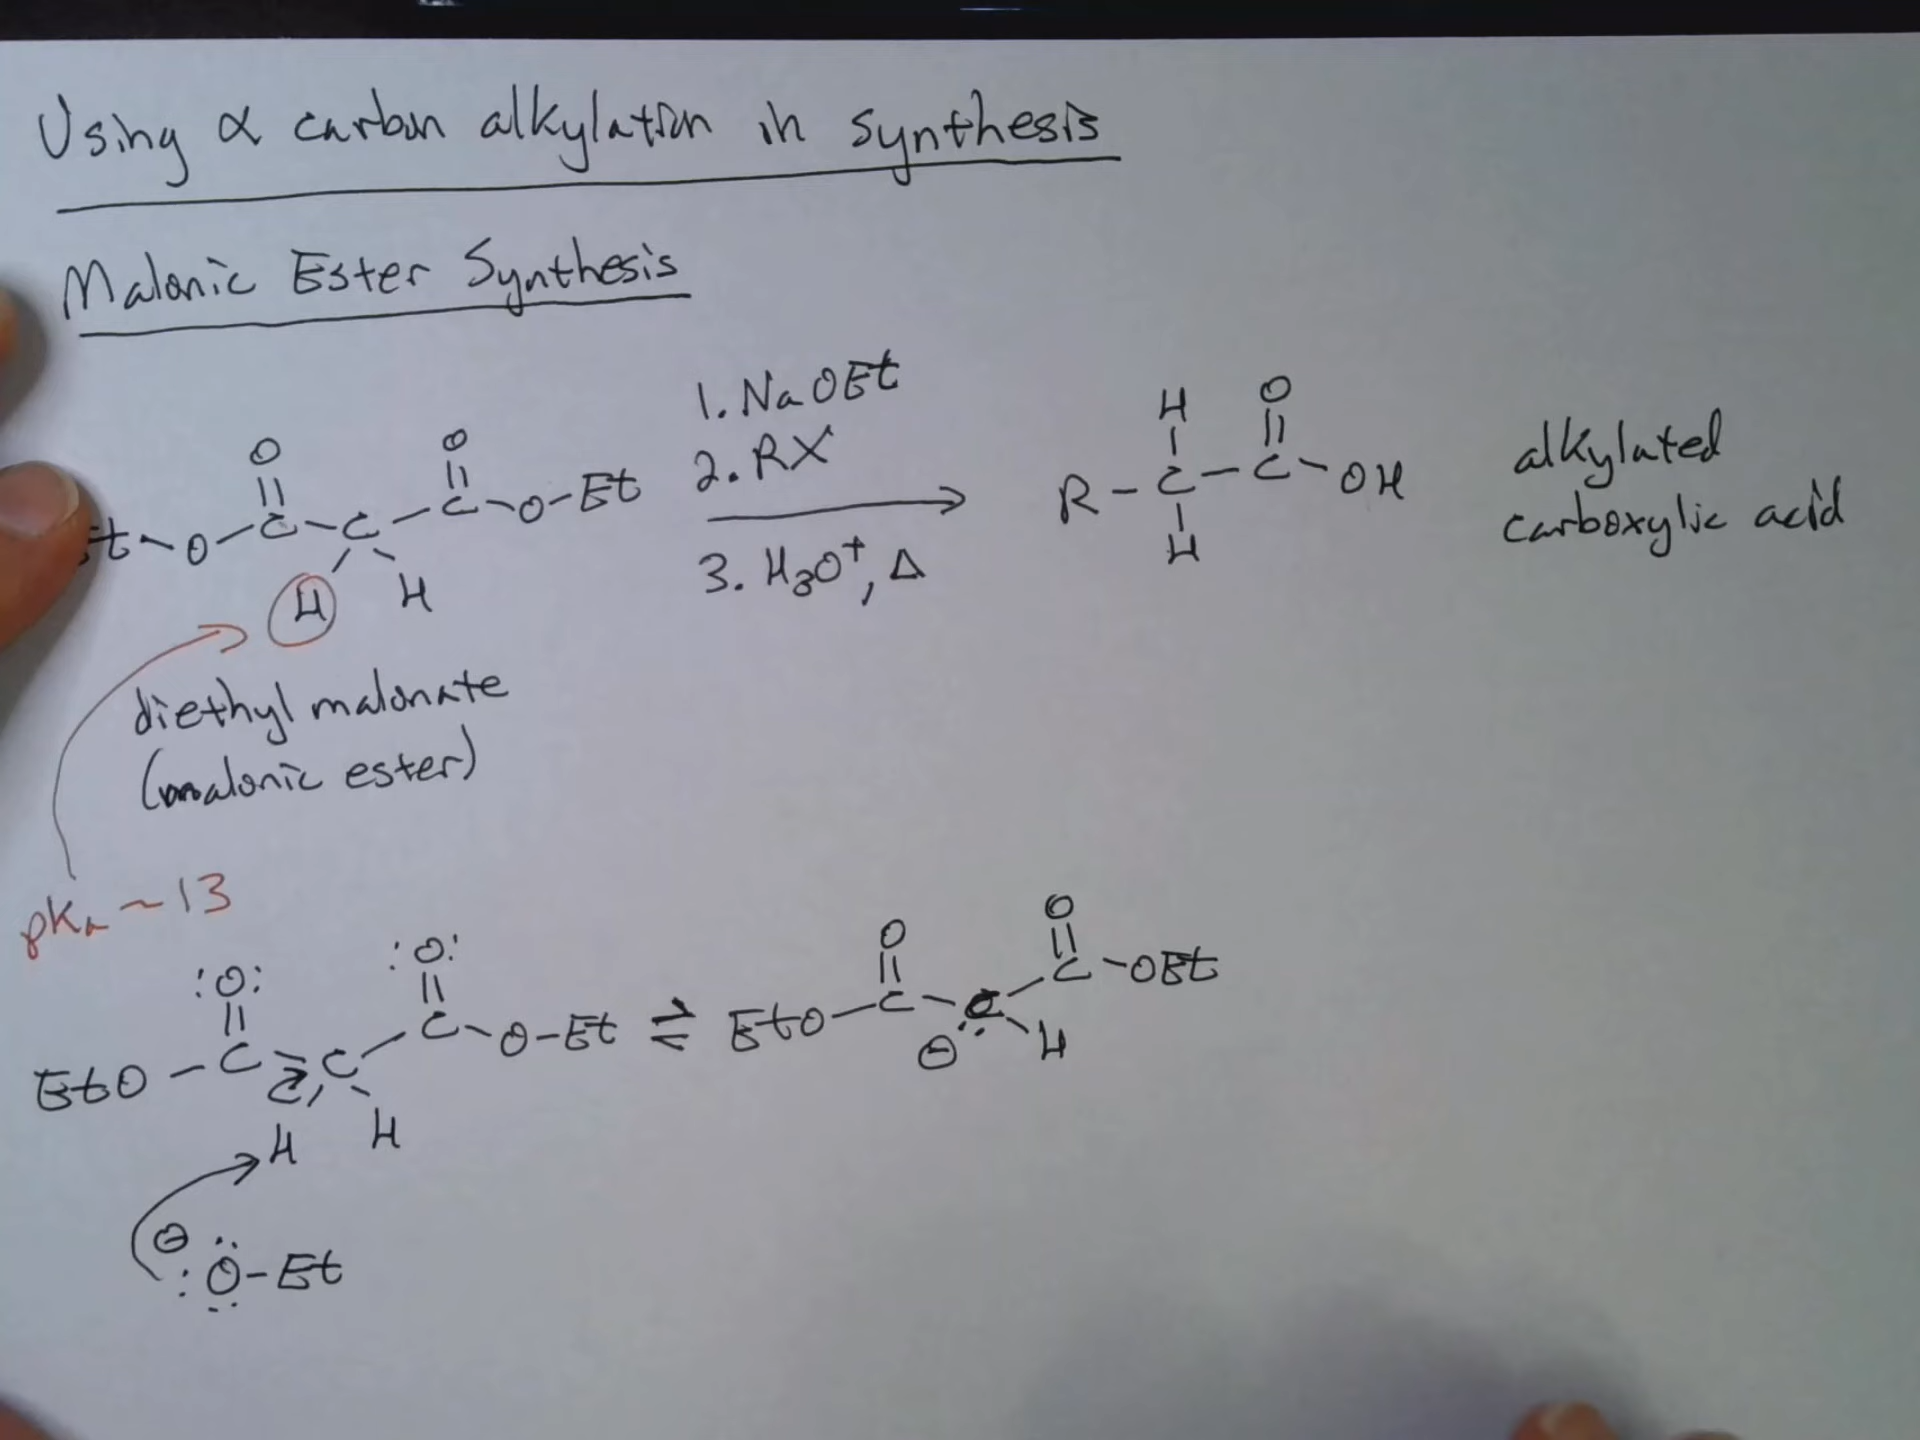 Using α carbon alkylation in synthesis
Malonic Ester Synthesis
1. NaOEt
2. RX
3. H₃O⁺, Δ
O O
Et-O-C-C-C-O-Et
H H
H O
R-C-C-OH
H
alkylated
carboxylic acid
diethyl malonate
(malonic ester)
pKa ~ 13
:O: :O:
EtO-C-C-C-O-Et ⇌ EtO-C-C-C-OEt
H H
O O
⊖ : H
⊖
:O-Et